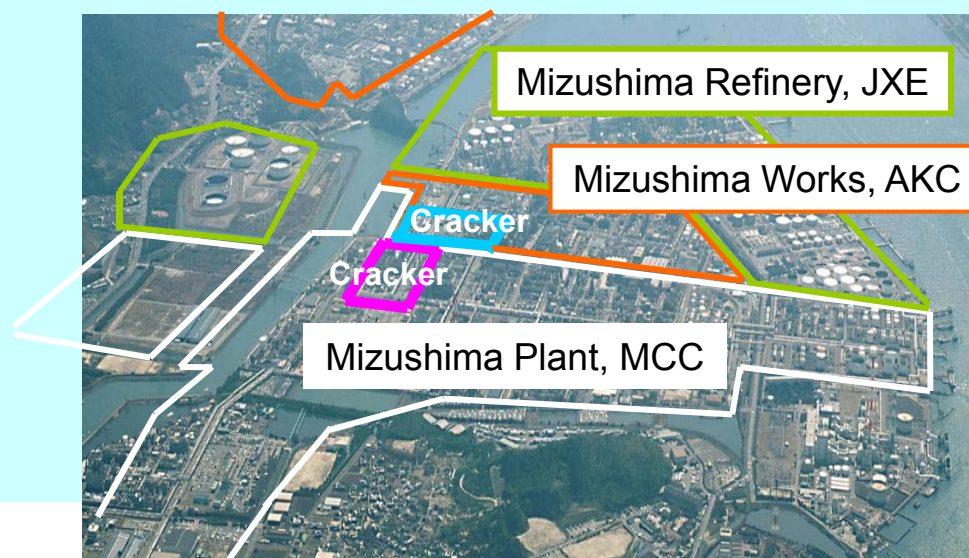 Mizushima Refinery, JXE
Mizushima Works, AKC
Cracker
Cracker
Mizushima Plant, MCC